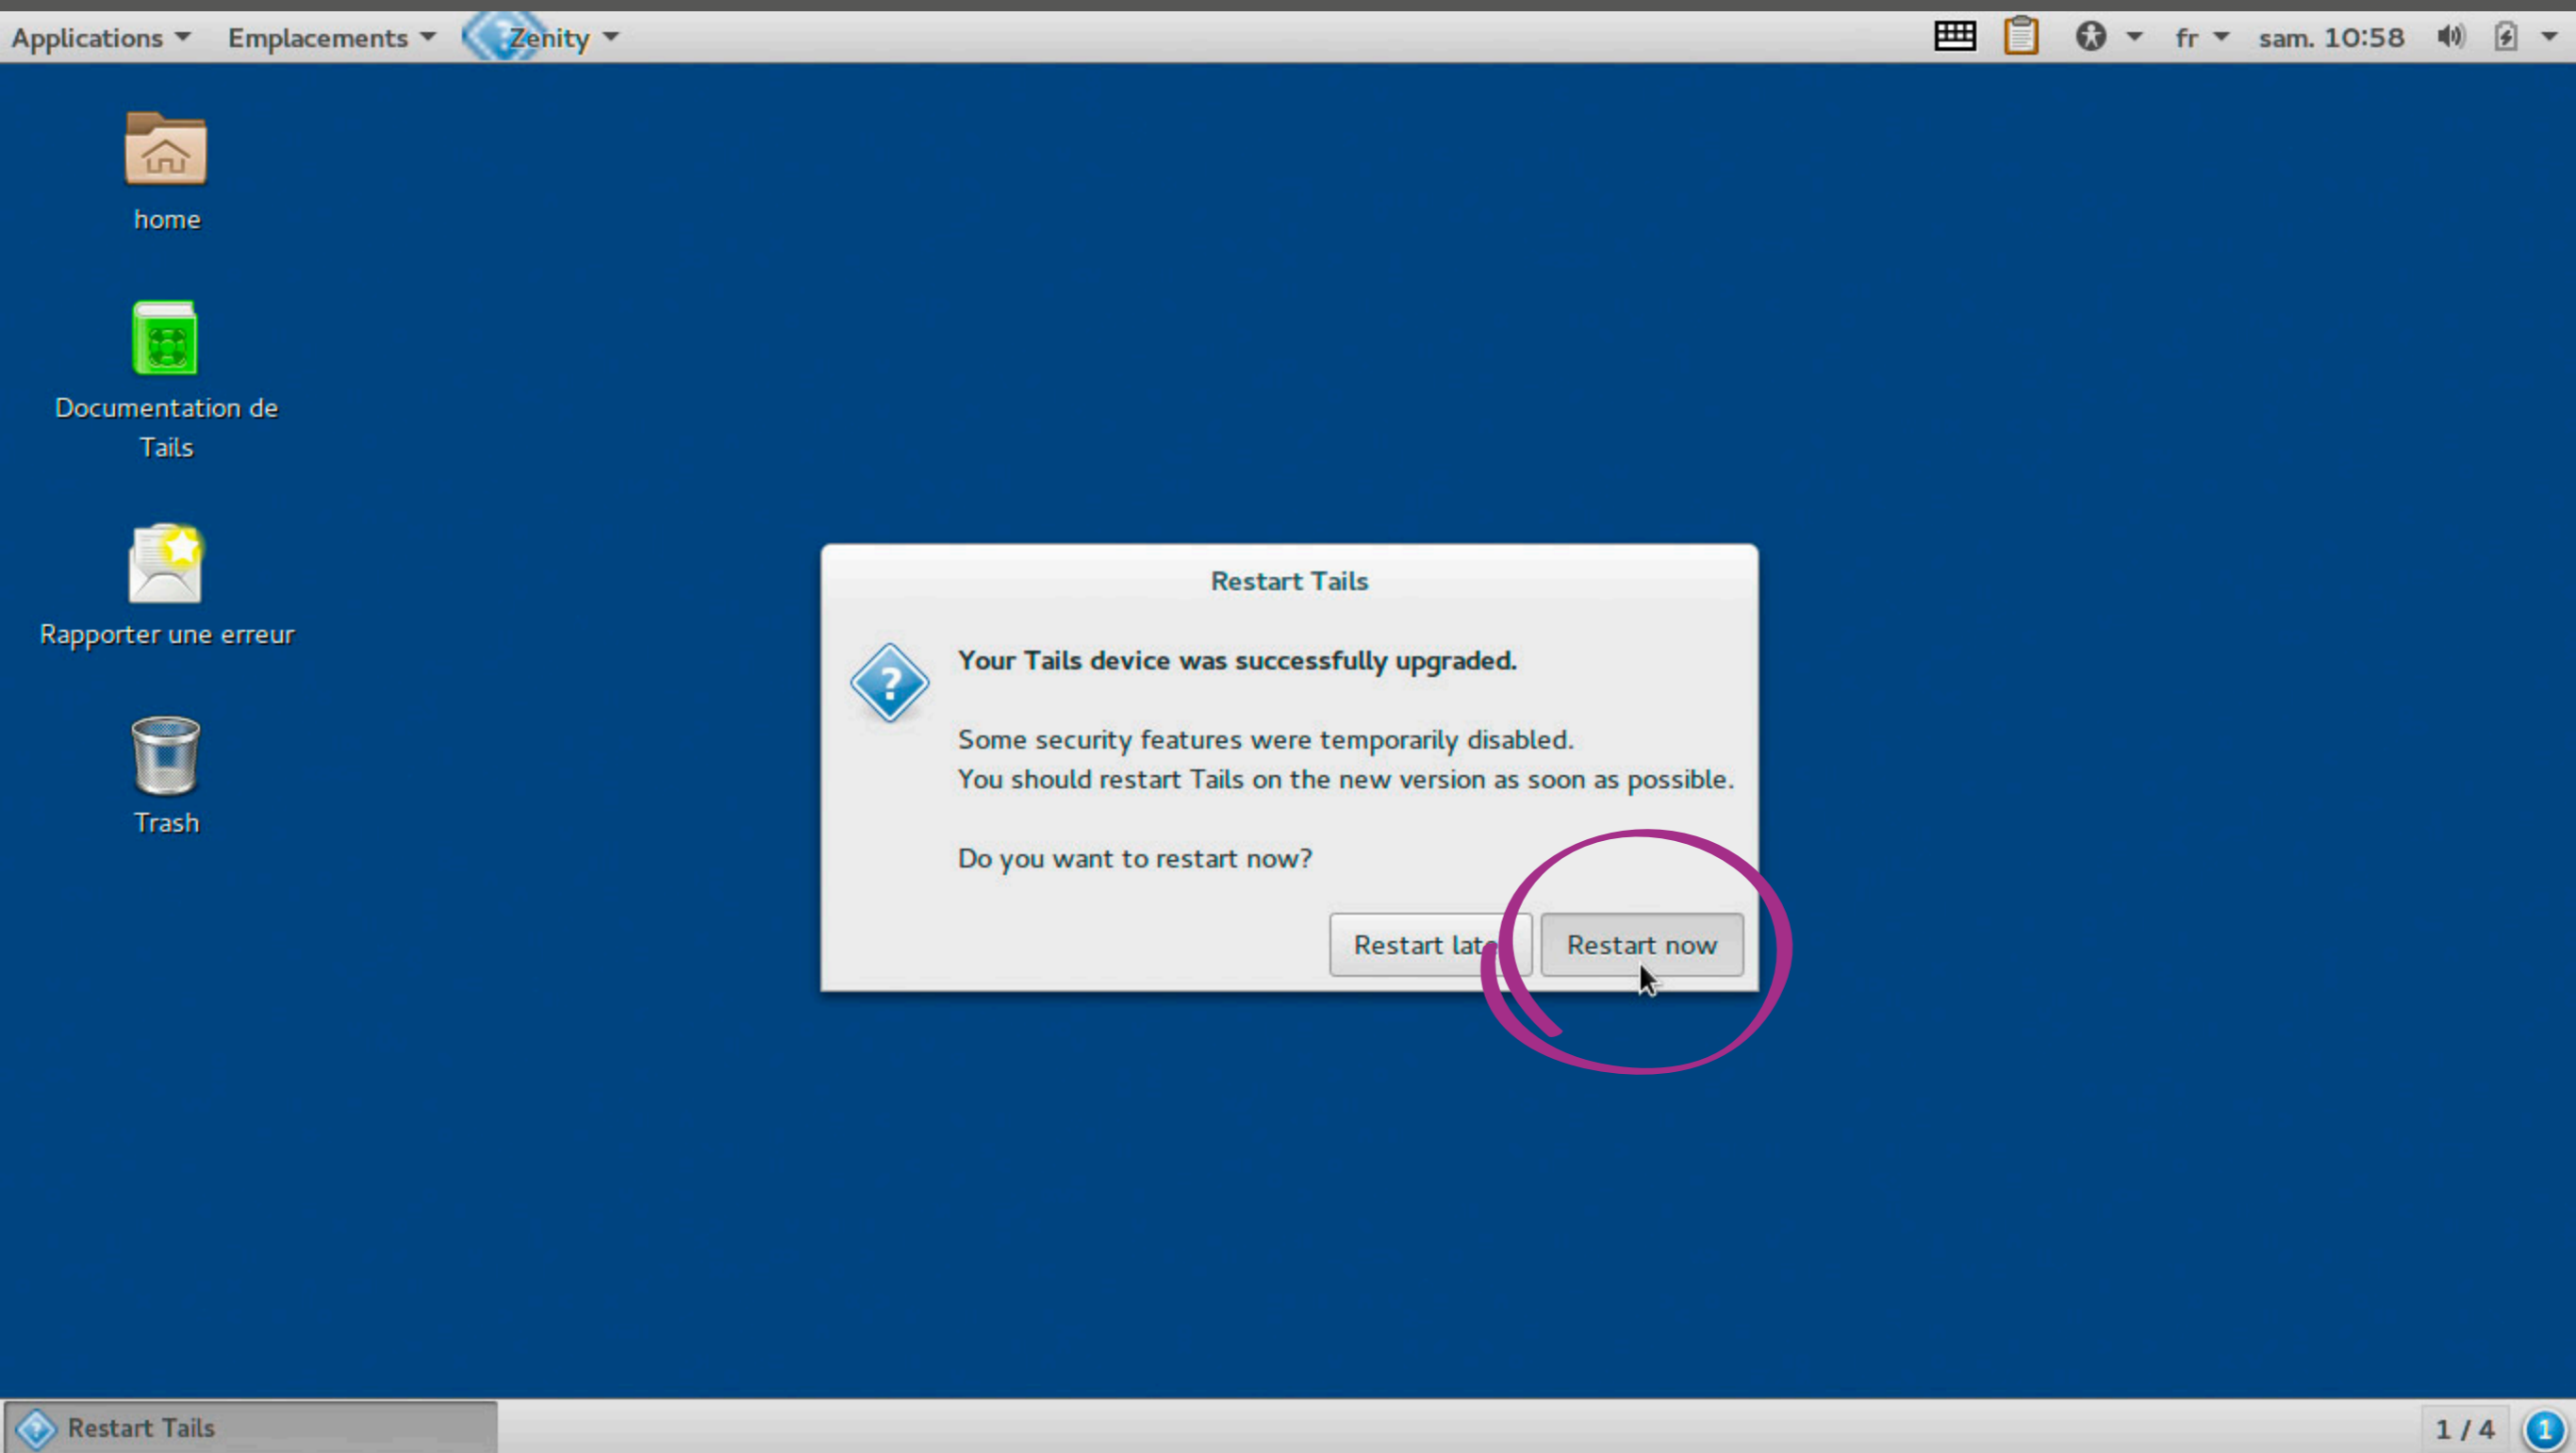 Applications
Emplacements
Zenity
fr
sam. 10:58
home
Documentation de
Tails
Rapporter une erreur
Trash
Restart Tails
Your Tails device was successfully upgraded.
Some security features were temporarily disabled.
You should restart Tails on the new version as soon as possible.
Do you want to restart now?
Restart late
Restart now
Restart Tails
1 / 4
1